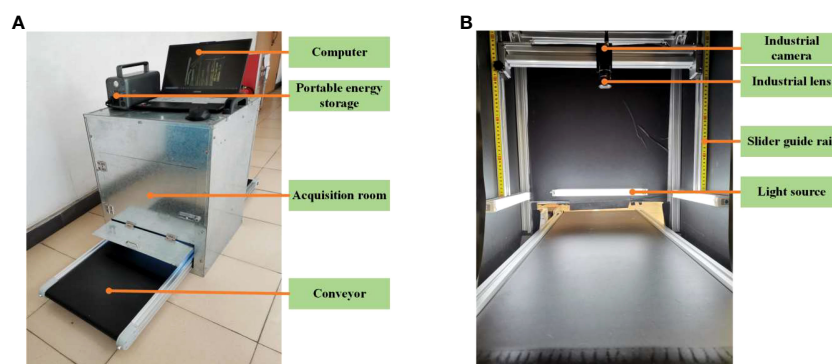 A
Computer
Portable energy
storage
Acquisition room
Conveyor
B
Industrial
camera
Industrial lens
Slider guide rai
Light source